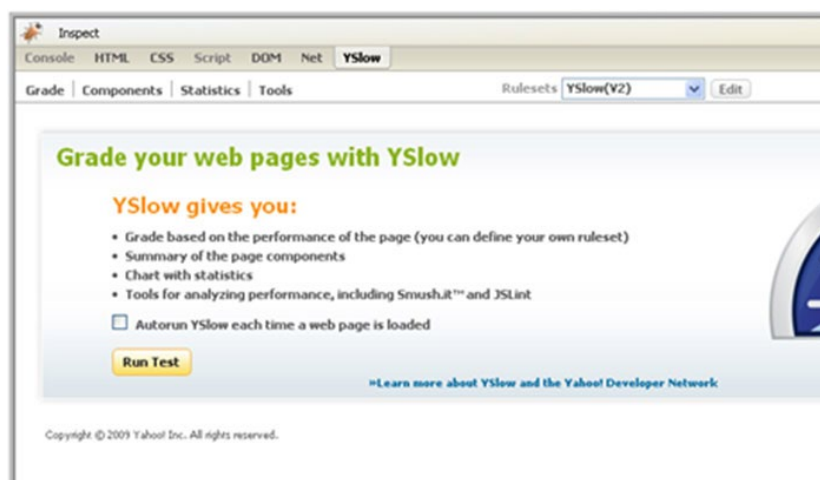 Inspect
Console HTML CSS Script DOM Net YSlow
Grade Components Statistics Tools Rulesets YSlow(V2) Edit
Grade your web pages with YSlow
YSlow gives you:
• Grade based on the performance of the page (you can define your own ruleset)
• Summary of the page components
• Chart with statistics
• Tools for analyzing performance, including Smush.it™ and JSLint
Autorun YSlow each time a web page is loaded
Run Test
»Learn more about YSlow and the Yahoo! Developer Network
Copyright © 2009 Yahoo! Inc. All rights reserved.